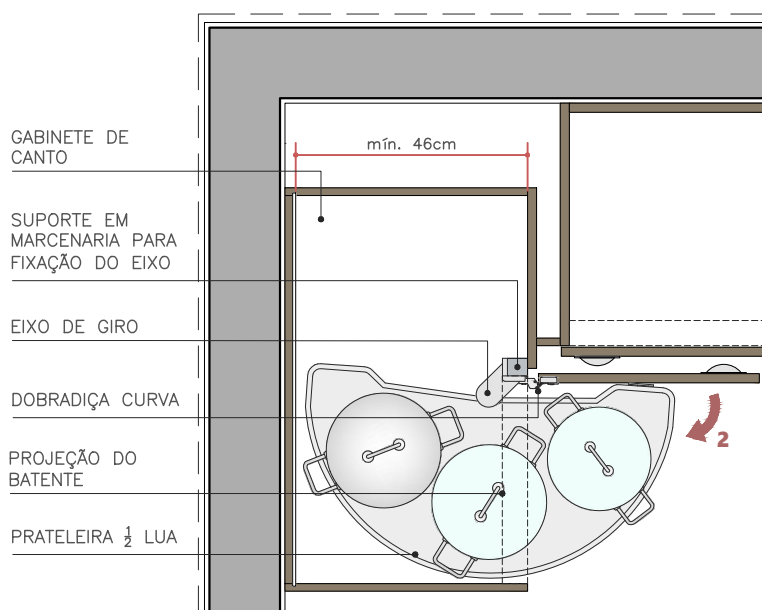 mín. 46cm
GABINETE DE
CANTO
SUPORTE EM
MARCENARIA PARA
FIXAÇÃO DO EIXO
EIXO DE GIRO
DOBRADIÇA CURVA
2
PROJEÇÃO DO
BATENTE
PRATELEIRA ½ LUA